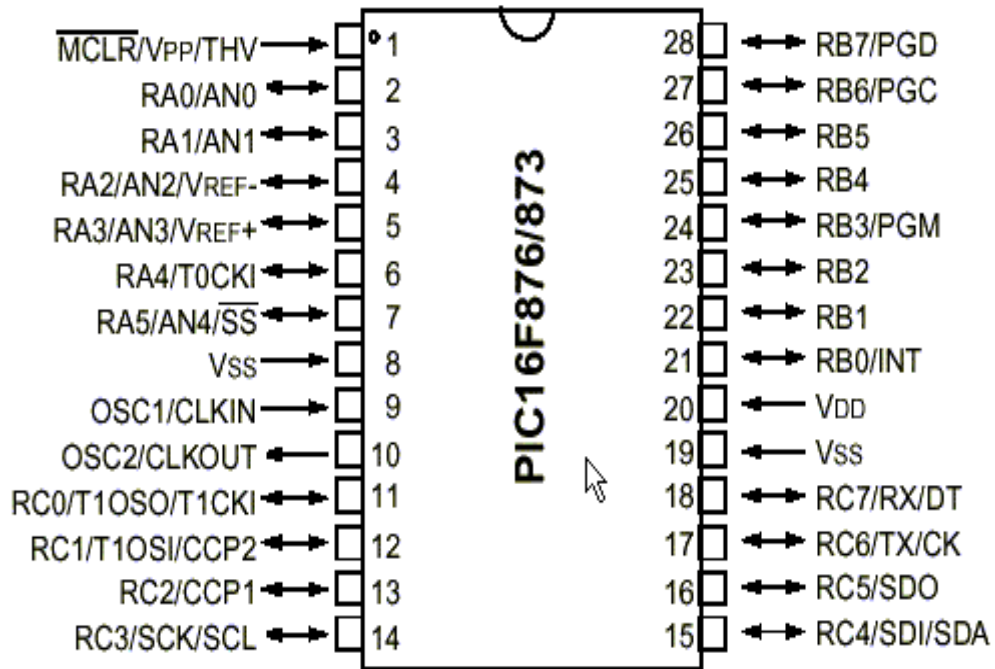 MCLR/VPP/THV 1
RA0/AN0 2
RA1/AN1 3
RA2/AN2/VREF- 4
RA3/AN3/VREF+ 5
RA4/T0CKI 6
RA5/AN4/SS 7
VSS 8
OSC1/CLKIN 9
OSC2/CLKOUT 10
RC0/T1OSO/T1CKI 11
RC1/T1OSI/CCP2 12
RC2/CCP1 13
RC3/SCK/SCL 14
PIC16F876/873
28 RB7/PGD
27 RB6/PGC
26 RB5
25 RB4
24 RB3/PGM
23 RB2
22 RB1
21 RB0/INT
20 VDD
19 VSS
18 RC7/RX/DT
17 RC6/TX/CK
16 RC5/SDO
15 RC4/SDI/SDA